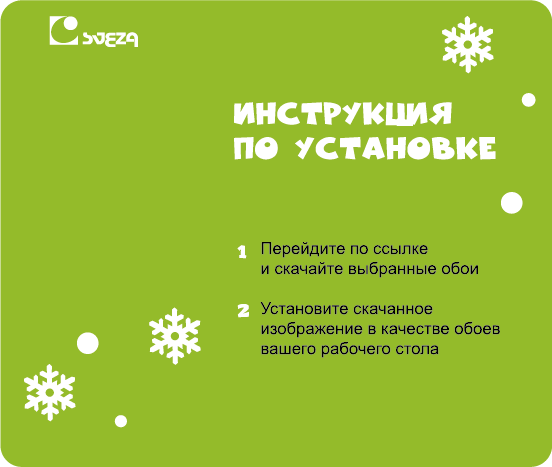 SVEZA
ИНСТРУКЦИЯ
ПО УСТАНОВКЕ
1 Перейдите по ссылке
и скачайте выбранные обои
2 Установите скачанное
изображение в качестве обоев
вашего рабочего стола